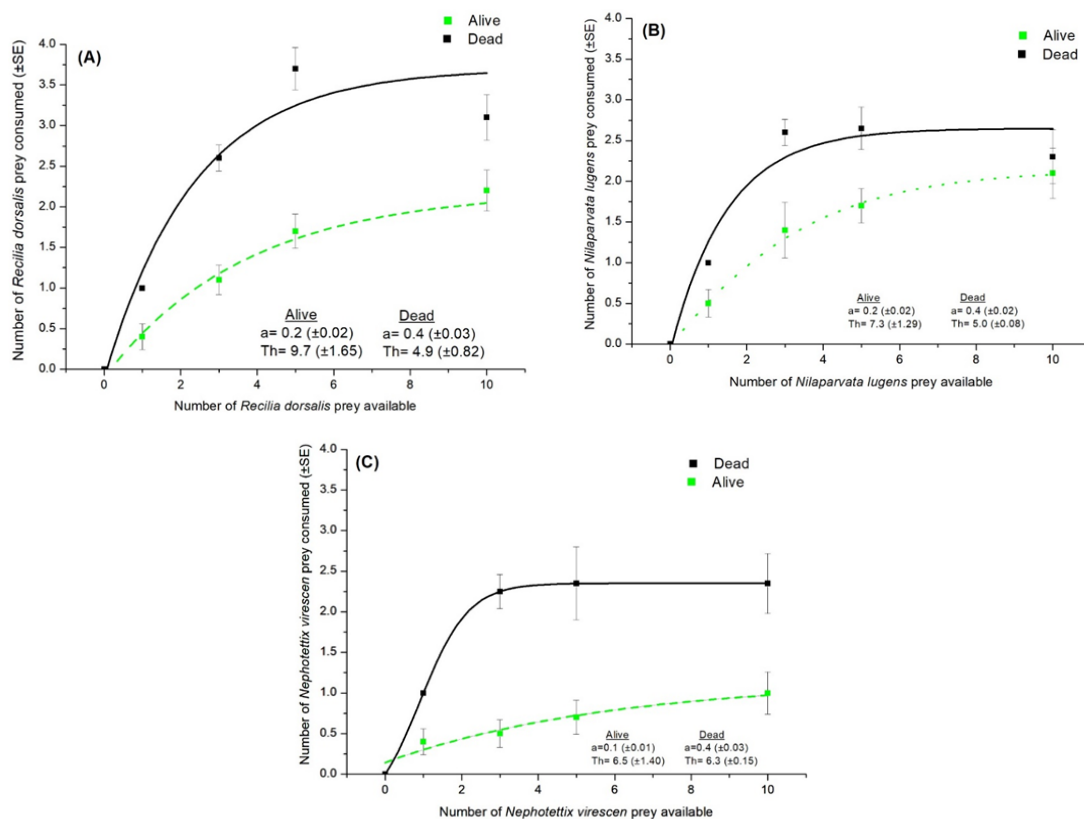 Alive
Dead
(A)
4.0
3.5
3.0
2.5
2.0
1.5
1.0
0.5
0.0
Number of Recilia dorsalis prey consumed (±SE)
Alive Dead
a= 0.2 (±0.02) a= 0.4 (±0.03)
Th= 9.7 (±1.65) Th= 4.9 (±0.82)
0 2 4 6 8 10
Number of Recilia dorsalis prey available
(B)
Alive
Dead
4.0
3.5
3.0
2.5
2.0
1.5
1.0
0.5
0.0
Number of Nilaparvata lugens prey consumed (±SE)
Alive Dead
a= 0.2 (±0.02) a= 0.4 (±0.02)
Th= 7.3 (±1.29) Th= 5.0 (±0.08)
0 2 4 6 8 10
Number of Nilaparvata lugens prey available
(C)
Dead
Alive
4.0
3.5
3.0
2.5
2.0
1.5
1.0
0.5
0.0
Number of Nephotettix virescen prey consumed (±SE)
Alive Dead
a=0.1 (±0.01) a=0.4 (±0.03)
Th= 6.5 (±1.40) Th= 6.3 (±0.15)
0 2 4 6 8 10
Number of Nephotettix virescen prey available